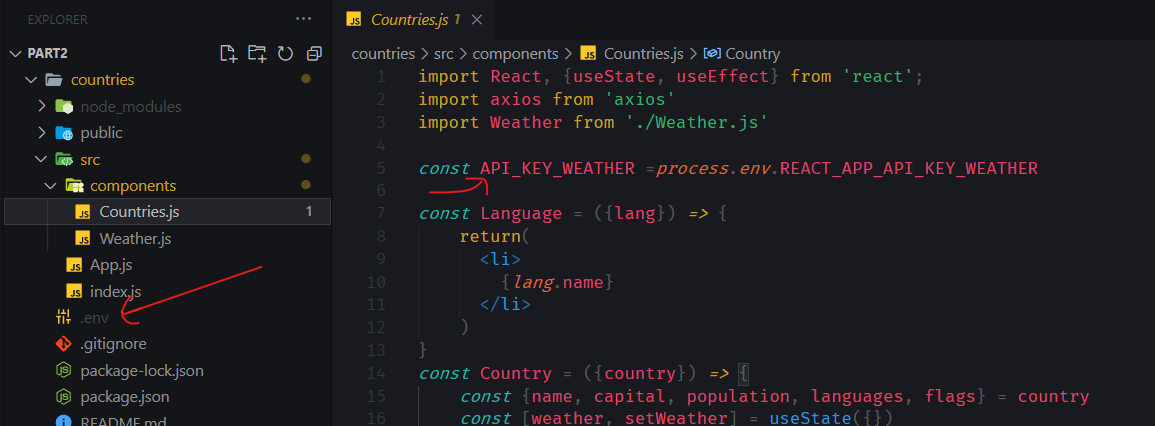 EXPLORER
PART2
countries
node_modules
public
src
components
Countries.js 1
Weather.js
App.js
index.js
.env
.gitignore
package-lock.json
package.json
README.md
Countries.js 1
countries > src > components > Countries.js > Country
1 import React, {useState, useEffect} from 'react';
2 import axios from 'axios'
3 import Weather from './Weather.js'
4
5 const API_KEY_WEATHER =process.env.REACT_APP_API_KEY_WEATHER
6
7 const Language = ({lang}) => {
8 return(
9 <li>
10 {lang.name}
11 </li>
12 )
13 }
14 const Country = ({country}) => {
15 const {name, capital, population, languages, flags} = country
16 const [weather, setWeather] = useState({})